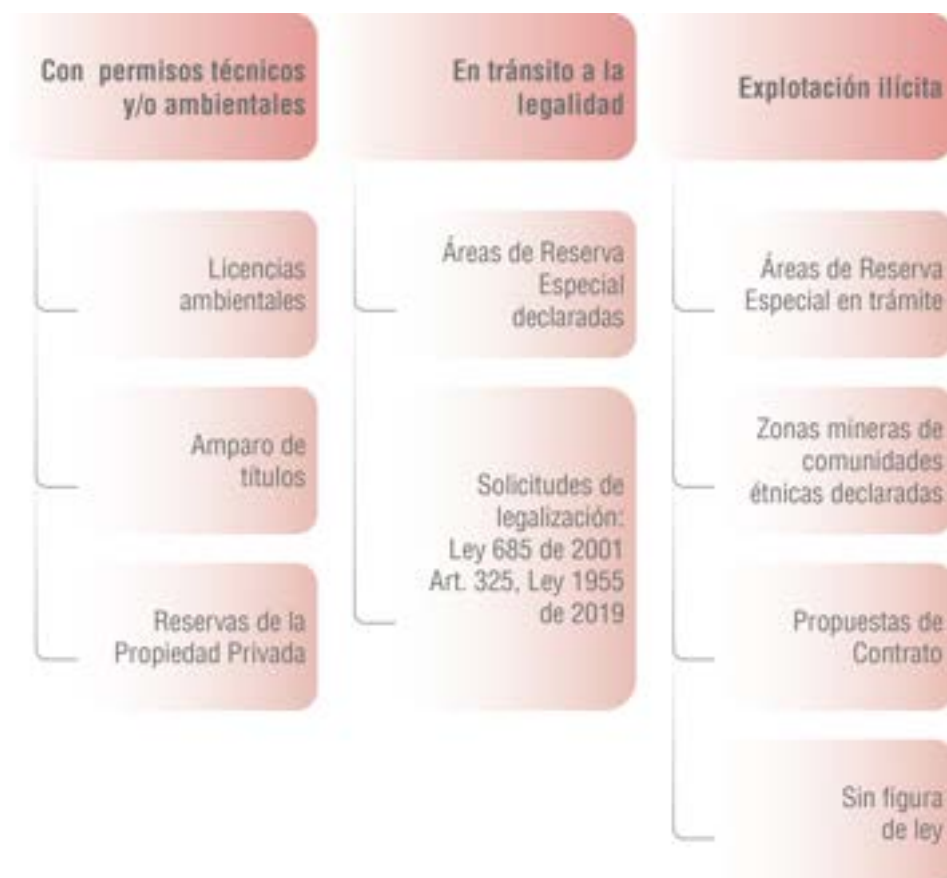 Con permisos técnicos
y/o ambientales
Licencias
ambientales
Amparo de
títulos
Reservas de la
Propiedad Privada
En tránsito a la
legalidad
Áreas de Reserva
Especial
declaradas
Solicitudes de
legalización:
Ley 685 de 2001
Art. 325, Ley 1955
de 2019
Explotación ilícita
Áreas de Reserva
Especial en trámite
Zonas mineras de
comunidades
étnicas declaradas
Propuestas de
Contrato
Sin figura
de ley